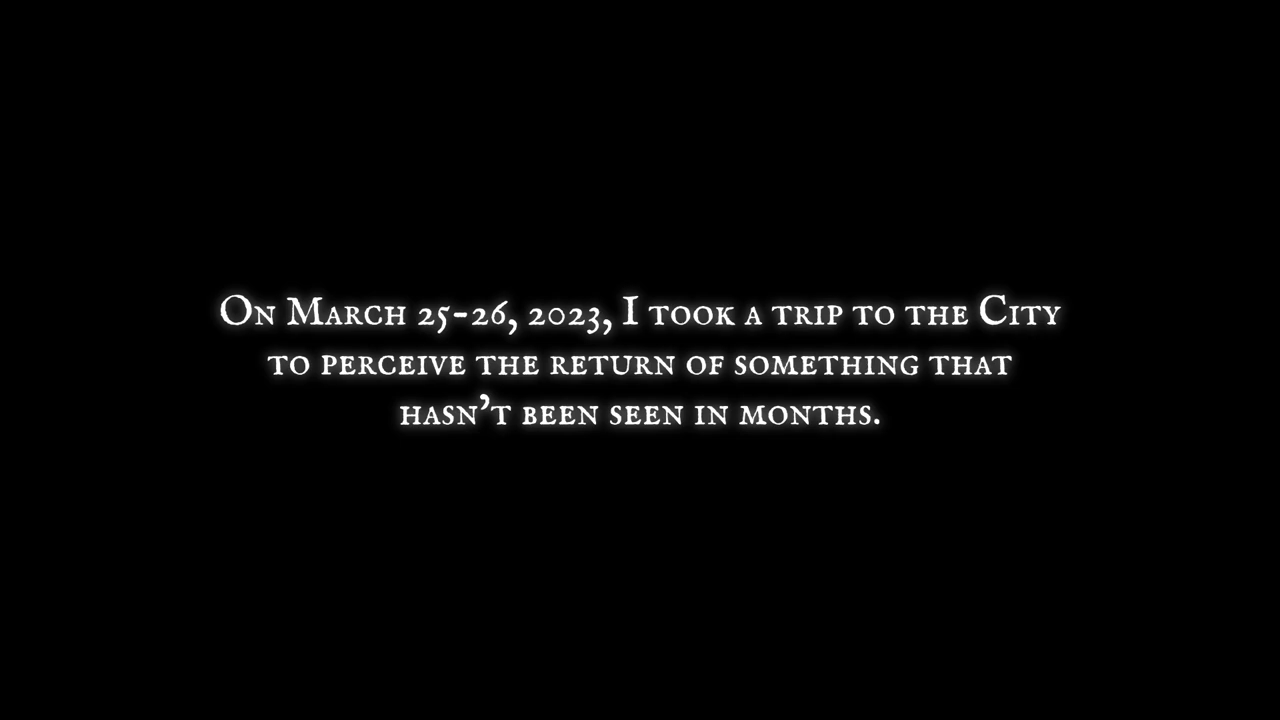 On March 25-26, 2023, I took a trip to the City
to perceive the return of something that
hasn't been seen in months.